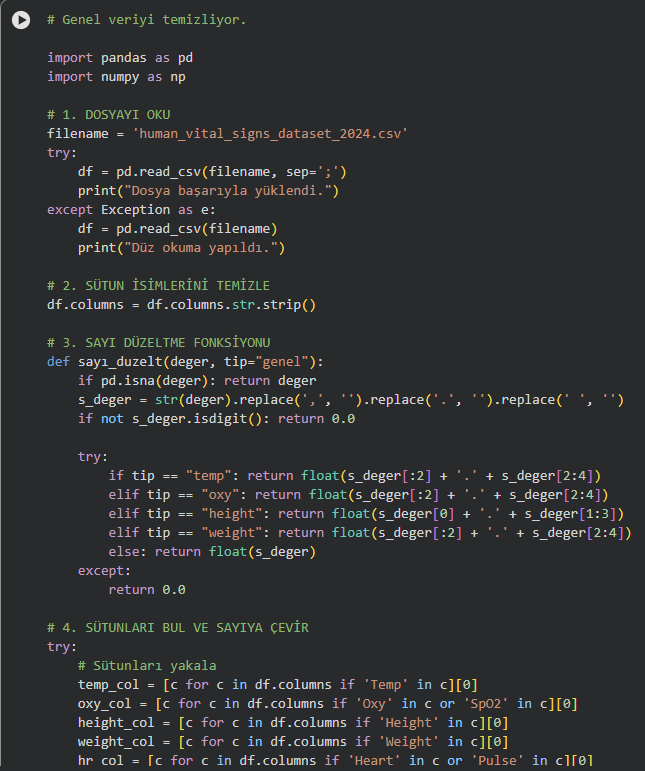 # Genel veriyi temizliyor.
import pandas as pd
import numpy as np
# 1. DOSYAYI OKU
filename = 'human_vital_signs_dataset_2024.csv'
try:
    df = pd.read_csv(filename, sep=';')
    print("Dosya başarıyla yüklendi.")
except Exception as e:
    df = pd.read_csv(filename)
    print("Düz okuma yapıldı.")
# 2. SÜTUN İSİMLERİNİ TEMİZLE
df.columns = df.columns.str.strip()
# 3. SAYI DÜZELTME FONKSİYONU
def sayı_duzelt(deger, tip="genel"):
    if pd.isna(deger): return deger
    s_deger = str(deger).replace(',', '').replace('.', '').replace(' ', '')
    if not s_deger.isdigit(): return 0.0
    try:
        if tip == "temp": return float(s_deger[:2] + '.' + s_deger[2:4])
        elif tip == "oxy": return float(s_deger[:2] + '.' + s_deger[2:4])
        elif tip == "height": return float(s_deger[0] + '.' + s_deger[1:3])
        elif tip == "weight": return float(s_deger[:2] + '.' + s_deger[2:4])
        else: return float(s_deger)
    except:
        return 0.0
# 4. SÜTUNLARI BUL VE SAYIYA ÇEVİR
try:
    # Sütunları yakala
    temp_col = [c for c in df.columns if 'Temp' in c][0]
    oxy_col = [c for c in df.columns if 'Oxy' in c or 'SpO2' in c][0]
    height_col = [c for c in df.columns if 'Height' in c][0]
    weight_col = [c for c in df.columns if 'Weight' in c][0]
    hr_col = [c for c in df.columns if 'Heart' in c or 'Pulse' in c][0]